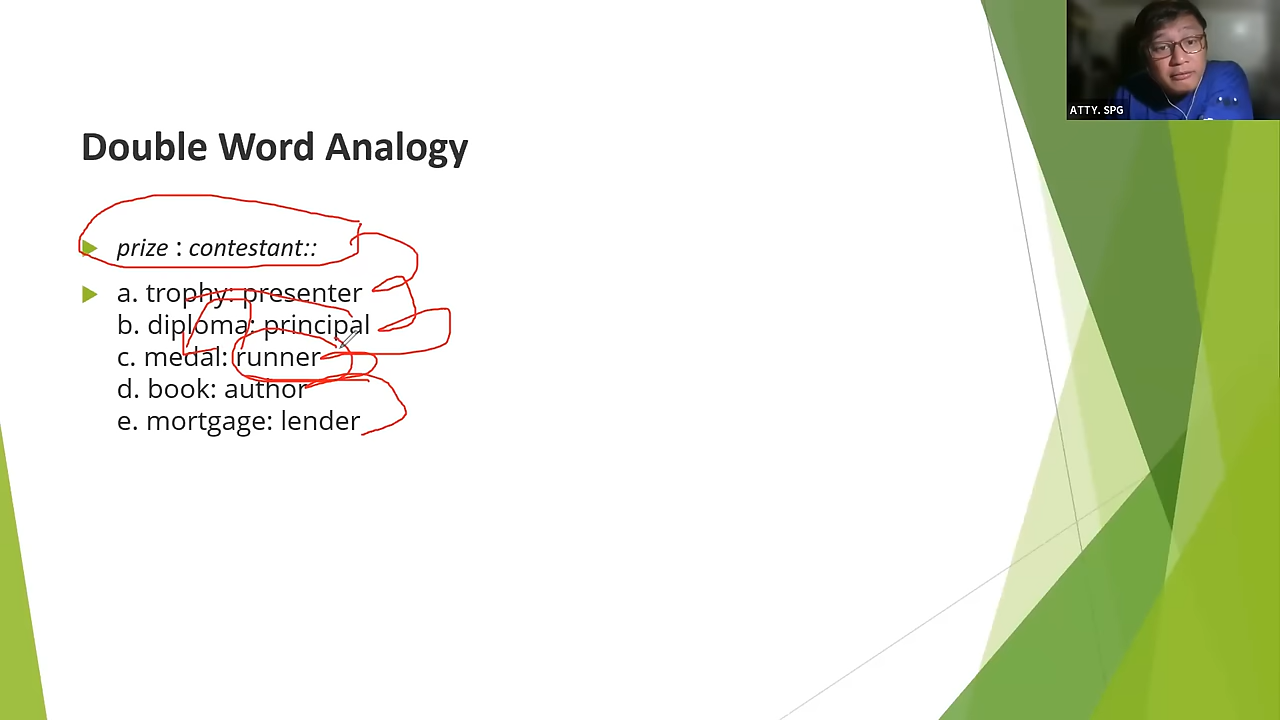 ATTY. SPG
Double Word Analogy
prize : contestant::
a. trophy: presenter
b. diploma: principal
c. medal: runner
d. book: author
e. mortgage: lender